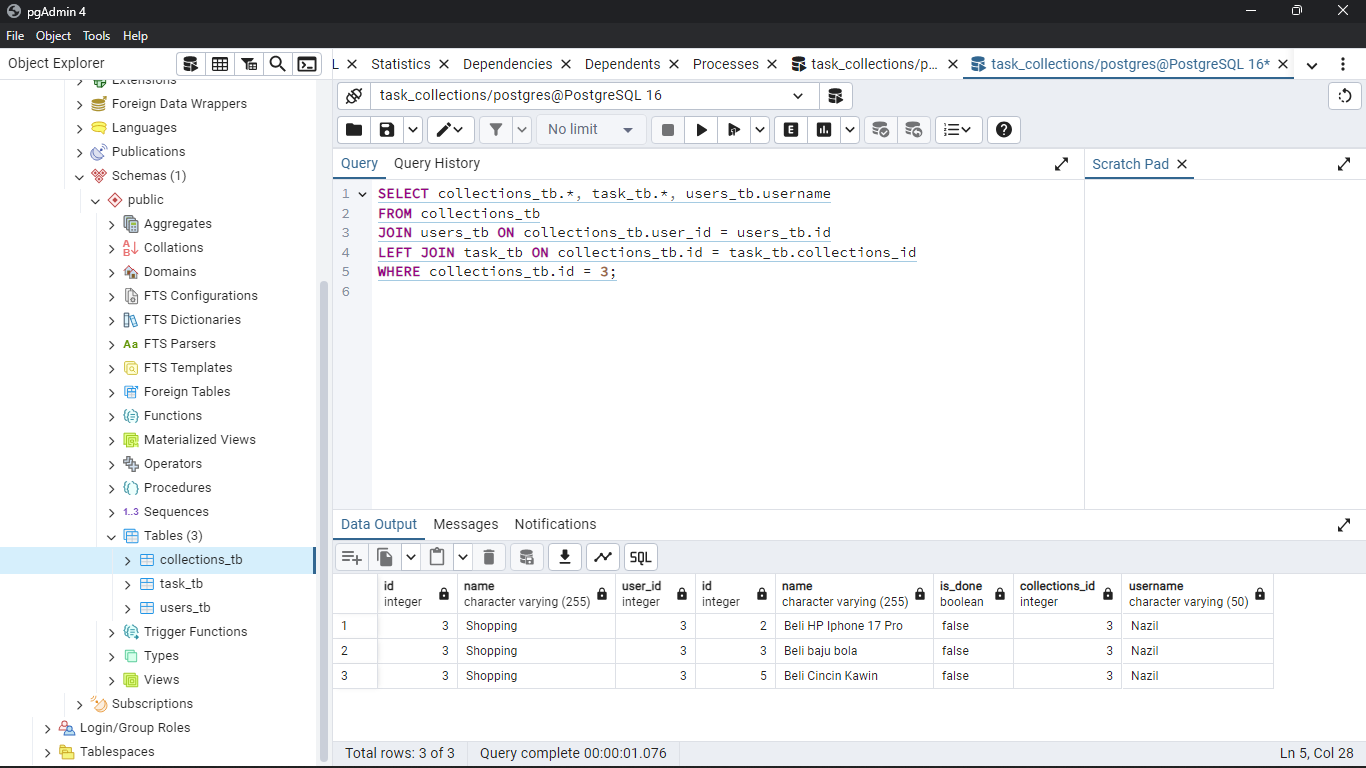 pgAdmin 4
File Object Tools Help
Object Explorer
L Statistics Dependencies Dependents Processes task_collections/p... task_collections/postgres@PostgreSQL 16*
Extensions
Foreign Data Wrappers
Languages
Publications
Schemas (1)
public
Aggregates
Collations
Domains
FTS Configurations
FTS Dictionaries
Aa FTS Parsers
FTS Templates
Foreign Tables
Functions
Materialized Views
Operators
Procedures
1..3 Sequences
Tables (3)
collections_tb
task_tb
users_tb
Trigger Functions
Types
Views
Subscriptions
Login/Group Roles
Tablespaces
task_collections/postgres@PostgreSQL 16
No limit E
Query Query History
Scratch Pad
1 SELECT collections_tb.*, task_tb.*, users_tb.username
2 FROM collections_tb
3 JOIN users_tb ON collections_tb.user_id = users_tb.id
4 LEFT JOIN task_tb ON collections_tb.id = task_tb.collections_id
5 WHERE collections_tb.id = 3;
6
Data Output Messages Notifications
SQL
id name user_id id name is_done collections_id username
integer character varying (255) integer integer character varying (255) boolean integer character varying (50)
1 3 Shopping 3 2 Beli HP Iphone 17 Pro false 3 Nazil
2 3 Shopping 3 3 Beli baju bola false 3 Nazil
3 3 Shopping 3 5 Beli Cincin Kawin false 3 Nazil
Total rows: 3 of 3 Query complete 00:00:01.076 Ln 5, Col 28